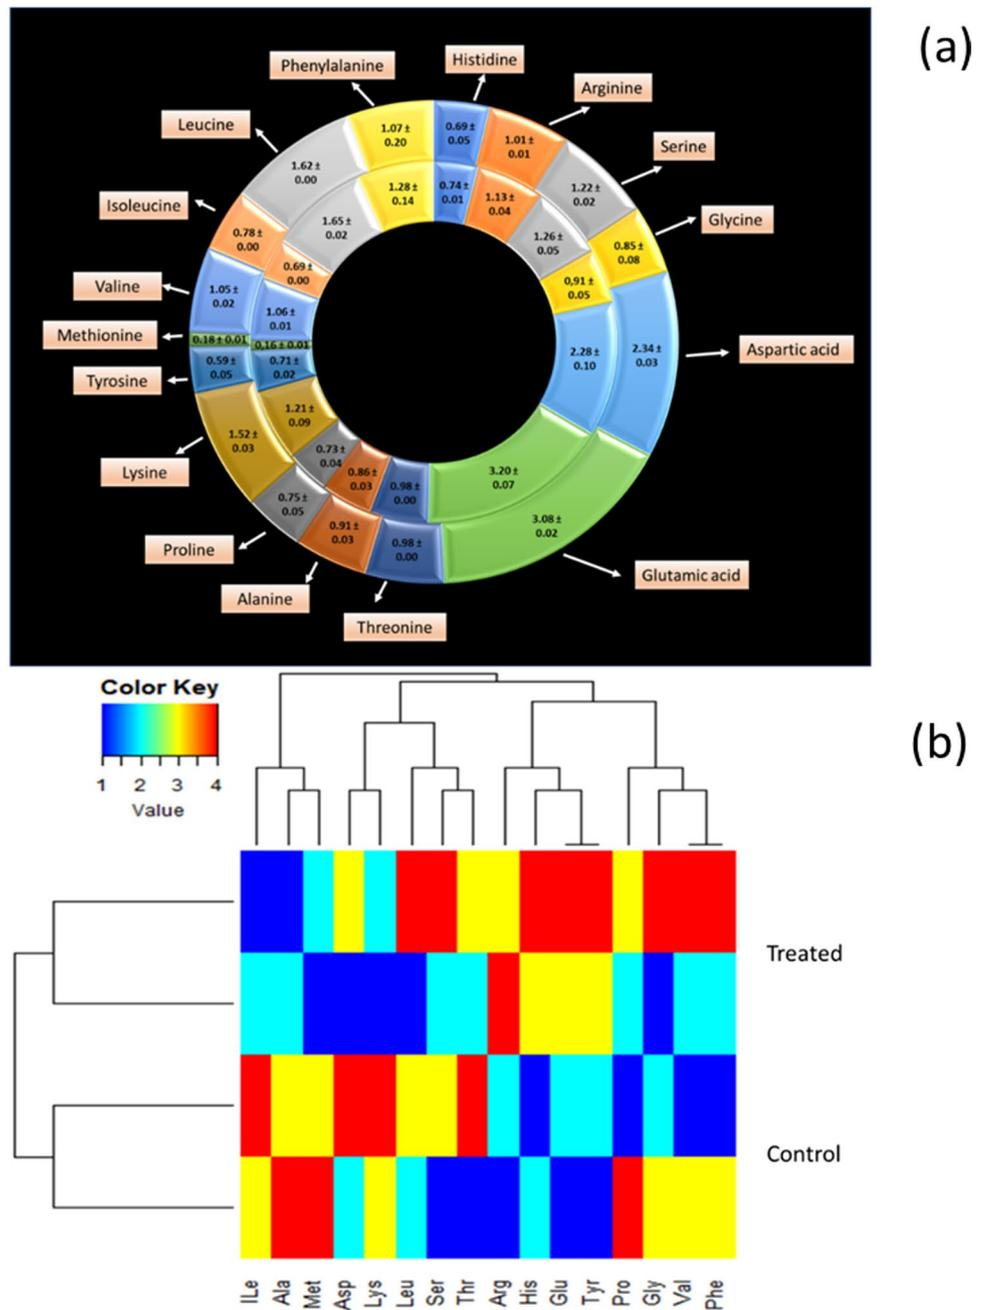 (a)
Histidine
Phenylalanine
Arginine
Leucine
Serine
Isoleucine
Glycine
Valine
Methionine
Aspartic acid
Tyrosine
Lysine
Proline
Glutamic acid
Alanine
Threonine
0.69 ±
0.05
1.01 ±
0.01
1.22 ±
0.02
0.85 ±
0.08
2.34 ±
0.03
3.08 ±
0.02
0.98 ±
0.00
0.91 ±
0.03
0.75 ±
0.05
1.52 ±
0.03
0.59 ±
0.05
0.18 ± 0.01
1.05 ±
0.02
0.78 ±
0.00
1.62 ±
0.00
1.07 ±
0.20
0.74 ±
0.01
1.13 ±
0.04
1.26 ±
0.05
0,91 ±
0.05
2.28 ±
0.10
3.20 ±
0.07
0.98 ±
0.00
0.86 ±
0.03
0.73 ±
0.04
1.21 ±
0.09
0.71 ±
0.02
0,16 ± 0.01
1.06 ±
0.01
0.69 ±
0.00
1.65 ±
0.02
1.28 ±
0.14
(b)
Color Key
1 2 3 4
Value
Treated
Control
ILe Ala Met Asp Lys Leu Ser Thr Arg His Glu Tyr Pro Gly Val Phe